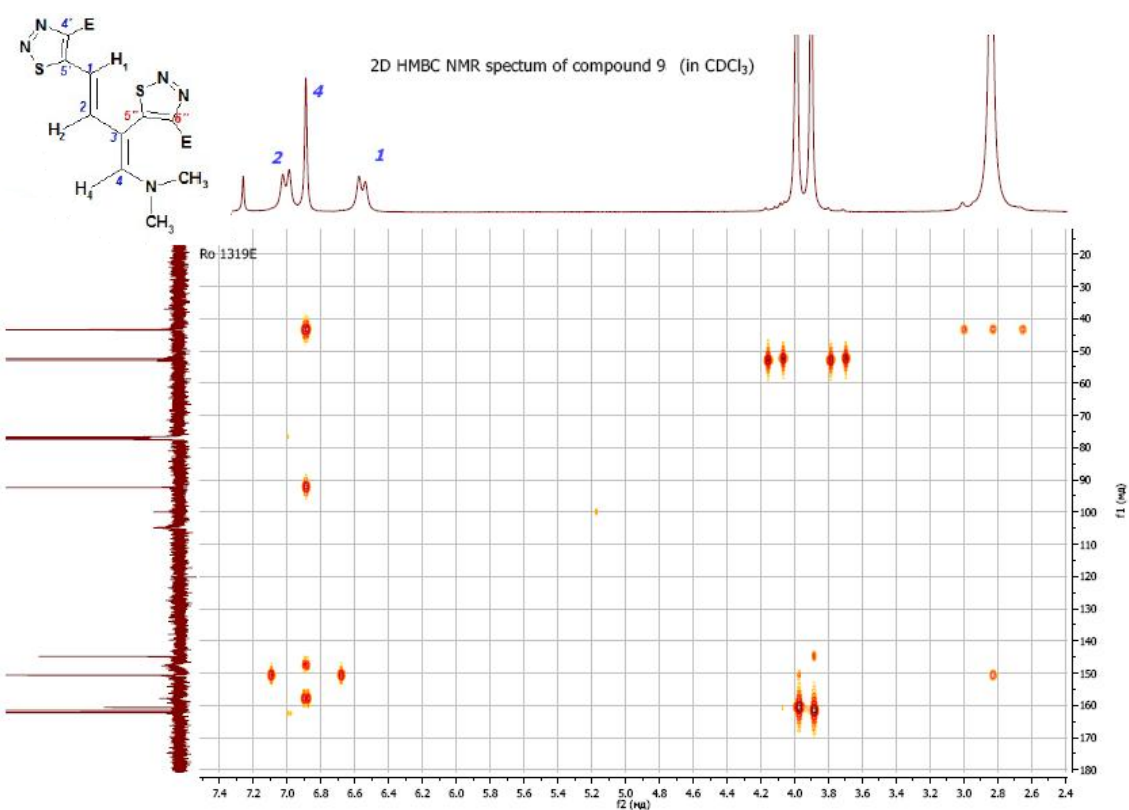 4' E
N
N
S 5' 1 H₁
2D HMBC NMR spectum of compound 9 (in CDCl₃)
S N
N
2 5''
H₂ 3 E
H₄ 4 N CH₃
CH₃
2 4 1
Ro 1319E
20
30
40
50
60
70
80
90
100
110
120
130
140
150
160
170
180
f1 (мд)
7.4 7.2 7.0 6.8 6.6 6.4 6.2 6.0 5.8 5.6 5.4 5.2 5.0 4.8 4.6 4.4 4.2 4.0 3.8 3.6 3.4 3.2 3.0 2.8 2.6 2.4
f2 (мд)